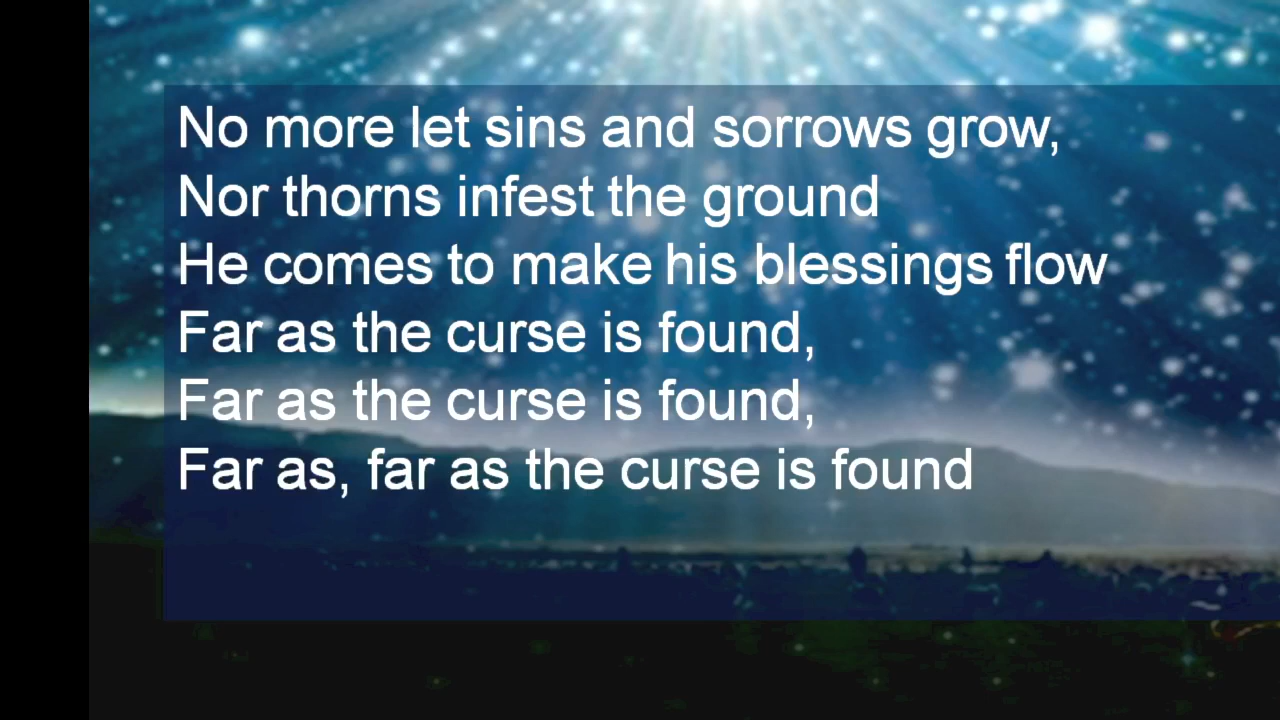 No more let sins and sorrows grow,
Nor thorns infest the ground
He comes to make his blessings flow
Far as the curse is found,
Far as the curse is found,
Far as, far as the curse is found